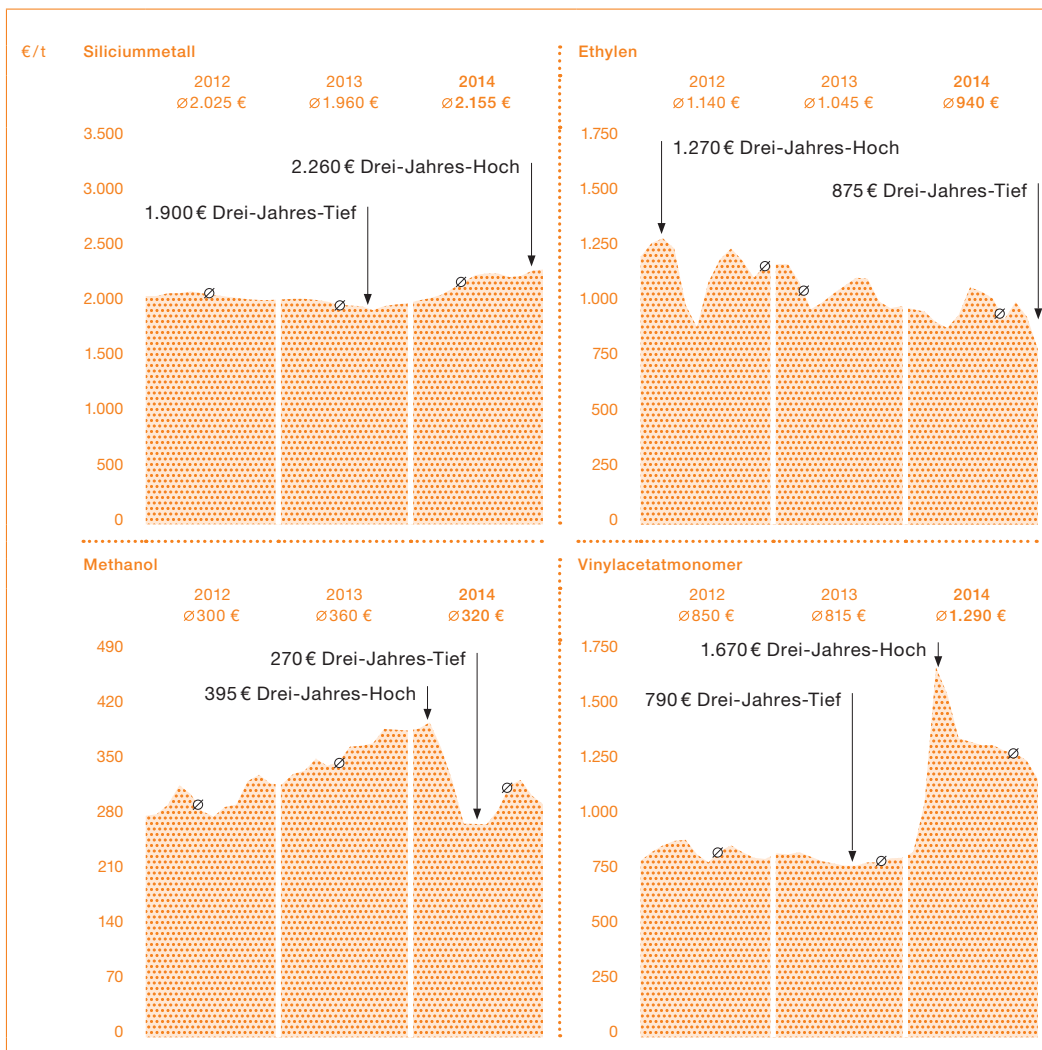 €/t
Siliciummetall
2012 2013 2014
∅2.025 € ∅1.960 € ∅2.155 €
3.500
3.000
2.500
2.000
1.500
1.000
500
0
2.260 € Drei-Jahres-Hoch
1.900 € Drei-Jahres-Tief
∅ ∅ ∅
Ethylen
2012 2013 2014
∅1.140 € ∅1.045 € ∅940 €
1.750
1.500
1.250
1.000
750
500
250
0
1.270 € Drei-Jahres-Hoch
875 € Drei-Jahres-Tief
∅ ∅ ∅
Methanol
2012 2013 2014
∅300 € ∅360 € ∅320 €
490
420
350
280
210
140
70
0
270 € Drei-Jahres-Tief
395 € Drei-Jahres-Hoch
∅ ∅ ∅
Vinylacetatmonomer
2012 2013 2014
∅850 € ∅815 € ∅1.290 €
1.750
1.500
1.250
1.000
750
500
250
0
1.670 € Drei-Jahres-Hoch
790 € Drei-Jahres-Tief
∅ ∅ ∅